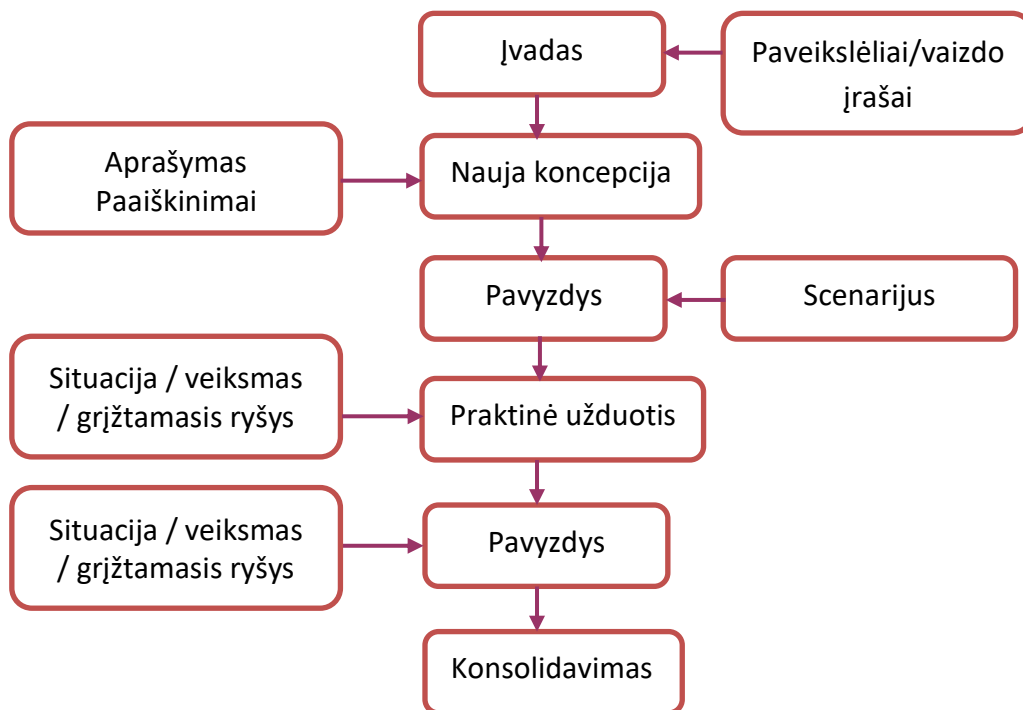 Įvadas
Paveikslėliai/vaizdo
įrašai
Aprašymas
Paaiškinimai
Nauja koncepcija
Pavyzdys
Scenarijus
Situacija / veiksmas
/ grįžtamasis ryšys
Praktinė užduotis
Situacija / veiksmas
/ grįžtamasis ryšys
Pavyzdys
Konsolidavimas